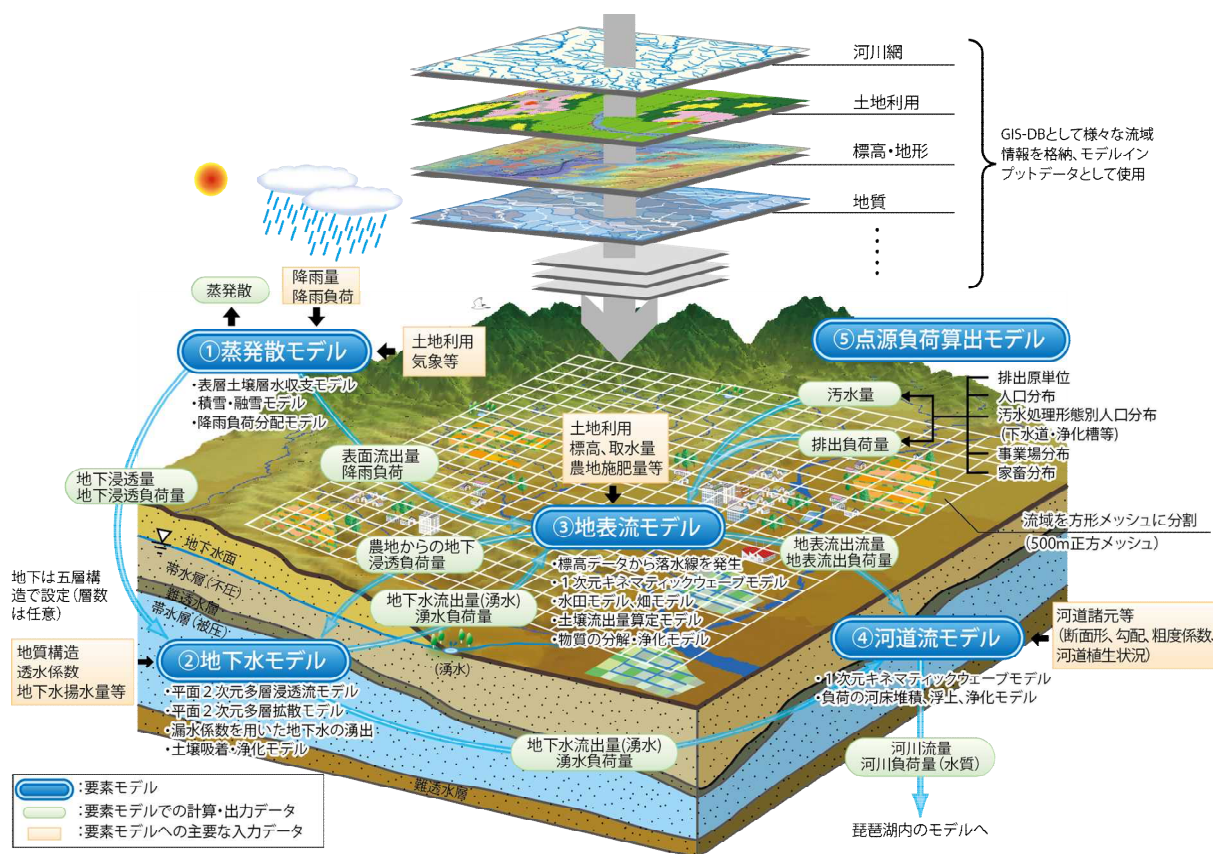 河川網
土地利用
標高・地形
地質
GIS-DBとして様々な流域
情報を格納、モデルイン
プットデータとして使用
蒸発散
降雨量
降雨負荷
①蒸発散モデル
土地利用
気象等
・表層土壌層水収支モデル
・積雪・融雪モデル
・降雨負荷分配モデル
⑤点源負荷算出モデル
汚水量
排出負荷量
排出原単位
人口分布
汚水処理形態別人口分布
(下水道・浄化槽等)
事業場分布
家畜分布
土地利用
標高、取水量
農地施肥量等
表面流出量
降雨負荷
地下浸透量
地下浸透負荷量
③地表流モデル
・標高データから落水線を発生
・1次元キネマティックウェーブモデル
・水田モデル、畑モデル
・土壌流出量算定モデル
・物質の分解・浄化モデル
流域を方形メッシュに分割
(500m正方メッシュ)
農地からの地下
浸透負荷量
地表流出流量
地表流出負荷量
地下水流出量(湧水)
湧水負荷量
地下水面
帯水層(不圧)
難透水層
帯水層(被圧)
地下は五層構
造で設定(層数
は任意)
地質構造
透水係数
地下水揚水量等
②地下水モデル
・平面2次元多層浸透流モデル
・平面2次元多層拡散モデル
・漏水係数を用いた地下水の湧出
・土壌吸着・浄化モデル
(湧水)
④河道流モデル
・1次元キネマティックウェーブモデル
・負荷の河床堆積、浮上、浄化モデル
河道諸元等
(断面形、勾配、粗度係数、
河道植生状況)
地下水流出量(湧水)
湧水負荷量
河川流量
河川負荷量(水質)
難透水層
琵琶湖内のモデルへ
:要素モデル
:要素モデルでの計算・出力データ
:要素モデルへの主要な入力データ